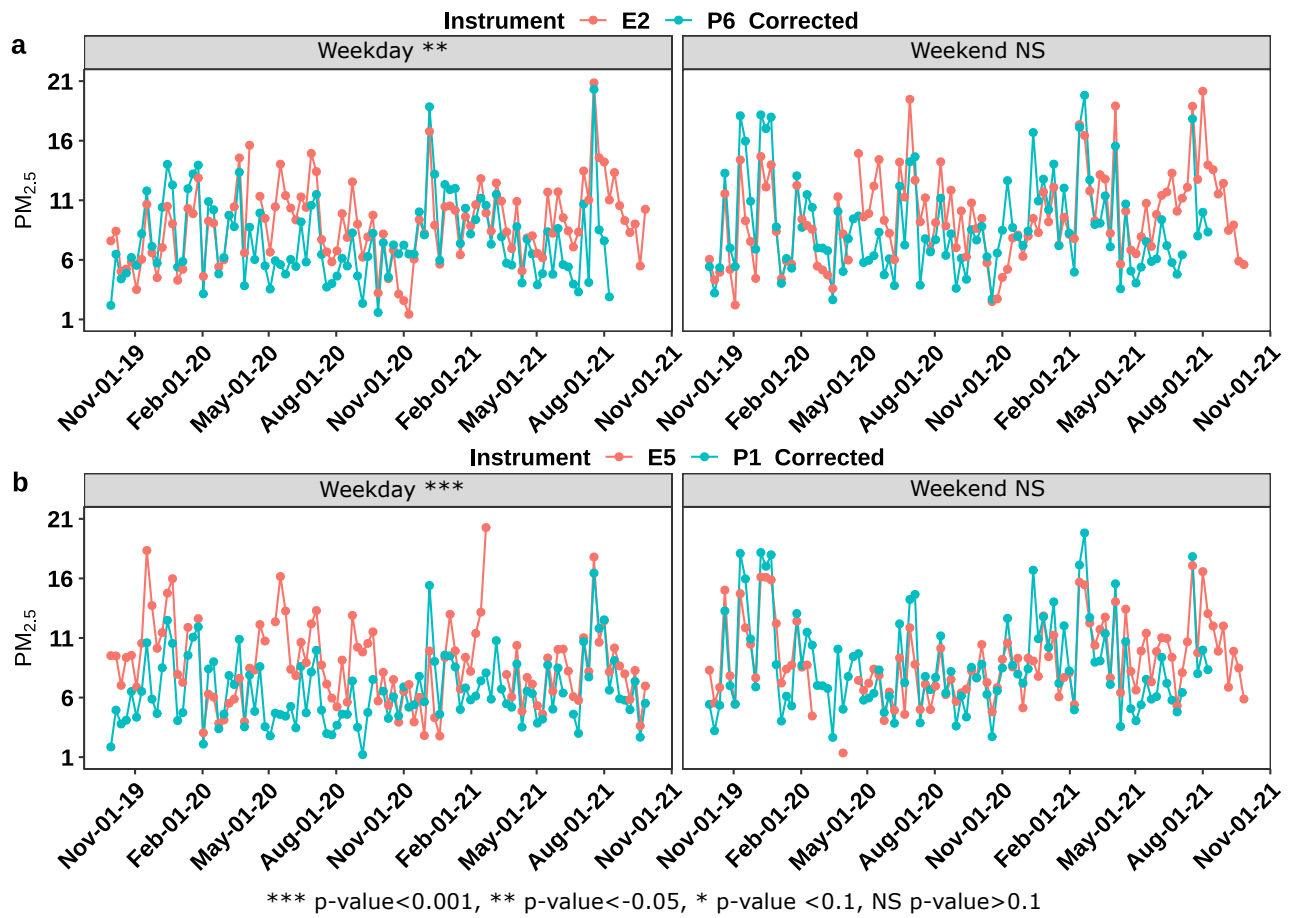 Instrument E2 P6 Corrected
a
Weekday ** Weekend NS
PM2.5
21
16
11
6
1
Nov-01-19 Feb-01-20 May-01-20 Aug-01-20 Nov-01-20 Feb-01-21 May-01-21 Aug-01-21 Nov-01-21 Nov-01-19 Feb-01-20 May-01-20 Aug-01-20 Nov-01-20 Feb-01-21 May-01-21 Aug-01-21 Nov-01-21
Instrument E5 P1 Corrected
b
Weekday *** Weekend NS
PM2.5
21
16
11
6
1
Nov-01-19 Feb-01-20 May-01-20 Aug-01-20 Nov-01-20 Feb-01-21 May-01-21 Aug-01-21 Nov-01-21 Nov-01-19 Feb-01-20 May-01-20 Aug-01-20 Nov-01-20 Feb-01-21 May-01-21 Aug-01-21 Nov-01-21
*** p-value<0.001, ** p-value<-0.05, * p-value <0.1, NS p-value>0.1